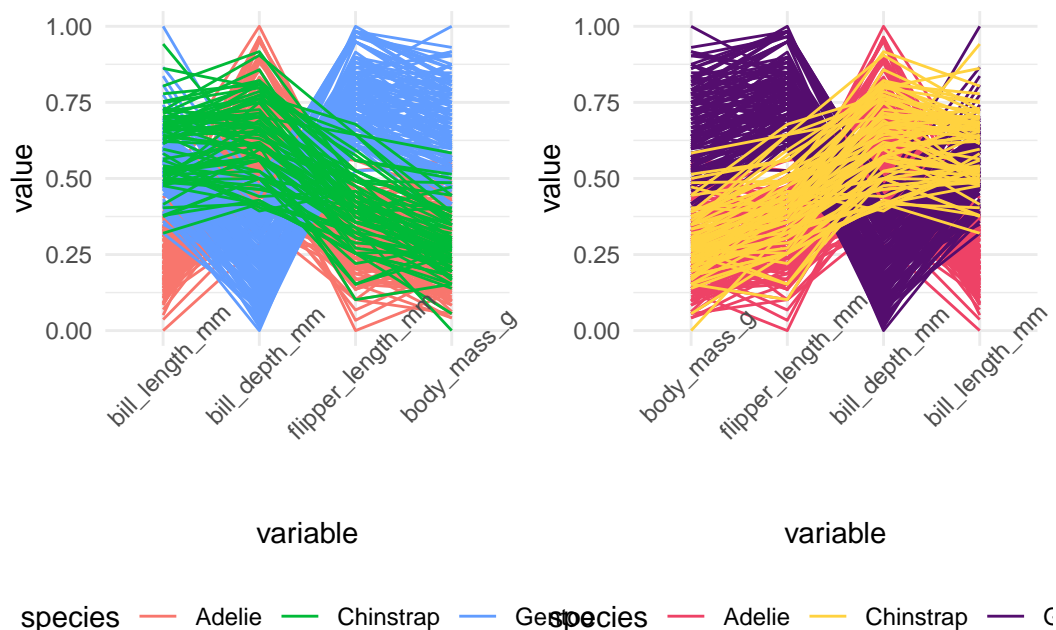 1.00
0.75
0.50
0.25
0.00
value
bill_length_mm
bill_depth_mm
flipper_length_mm
body_mass_g
variable
species Adelie Chinstrap Gentoo
1.00
0.75
0.50
0.25
0.00
value
body_mass_g
flipper_length_mm
bill_depth_mm
bill_length_mm
variable
species Adelie Chinstrap G